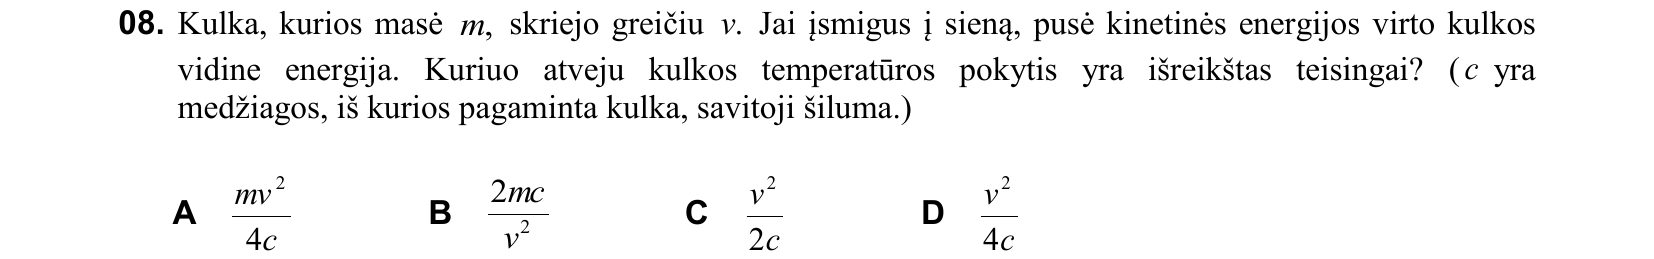 08. Kulka, kurios masė m, skriejo greičiu v. Jai įsmigus į sieną, pusė kinetinės energijos virto kulkos
vidine energija. Kuriuo atveju kulkos temperatūros pokytis yra išreikštas teisingai? (c yra
medžiagos, iš kurios pagaminta kulka, savitoji šiluma.)
A $\frac{mv^2}{4c}$ B $\frac{2mc}{v^2}$ C $\frac{v^2}{2c}$ D $\frac{v^2}{4c}$